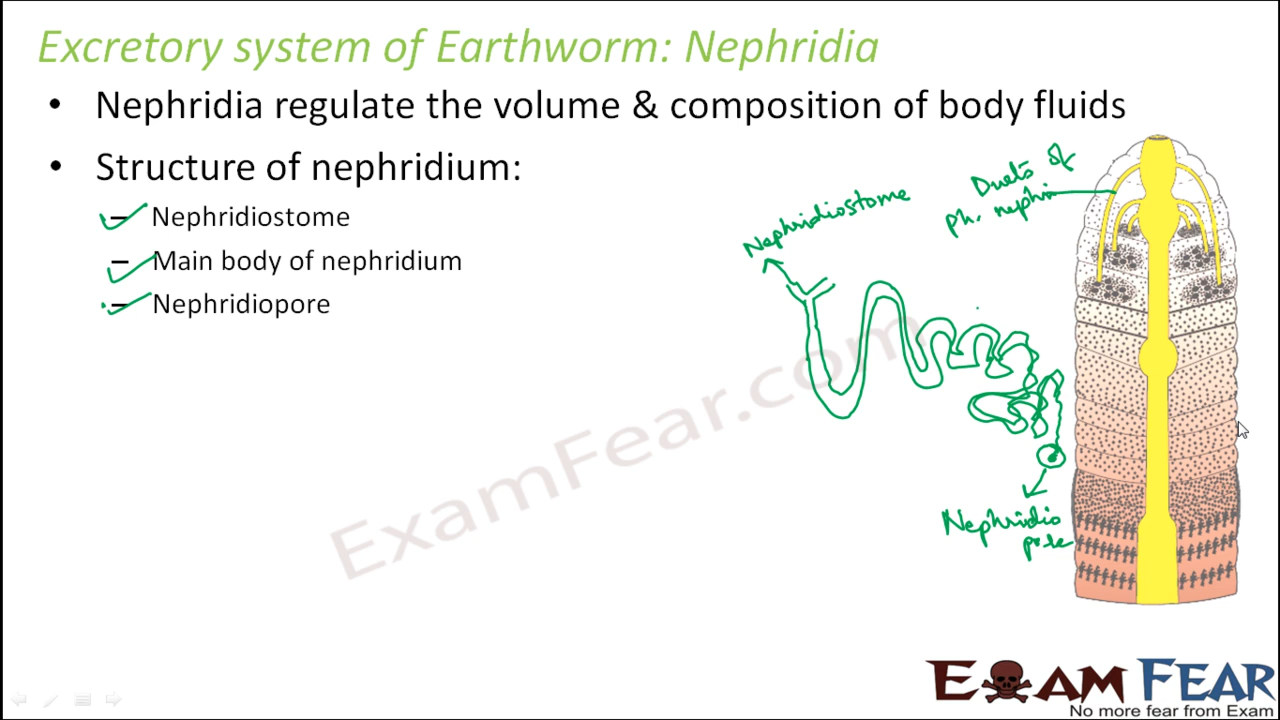 Excretory system of Earthworm: Nephridia
• Nephridia regulate the volume & composition of body fluids
• Structure of nephridium:
– Nephridiostome
– Main body of nephridium
– Nephridiopore
Ducts of
ph. nephri
Nephridiostome
Nephridio
pore
ExamFear.com
EXAM FEAR
No more fear from Exam